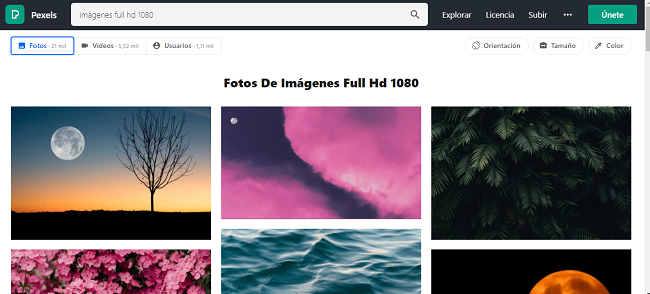 Pexels
imágenes full hd 1080
Explorar
Licencia
Subir
Únete
Fotos · 21 mil
Vídeos · 5,52 mil
Usuarios · 1,11 mil
Orientación
Tamaño
Color
Fotos De Imágenes Full Hd 1080